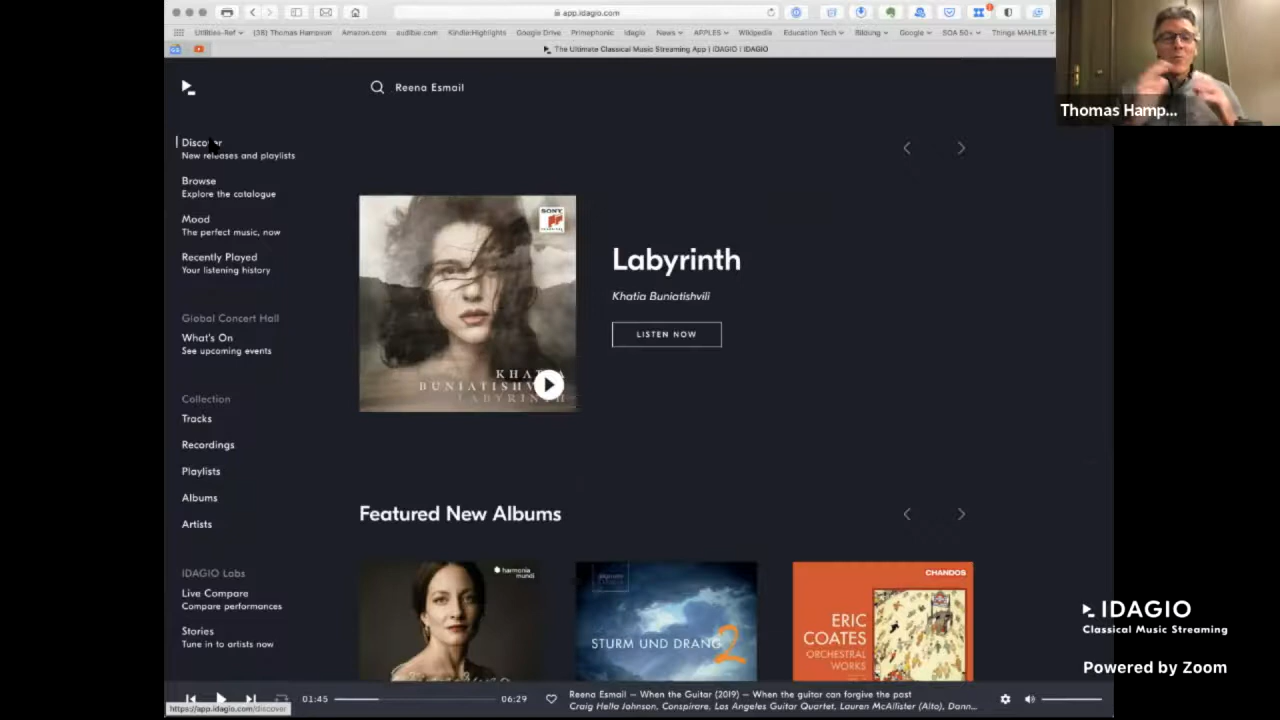 app.idagio.com
Utilities-Ref (38) Thomas Hampson Amazon.com audible.com KindleHighlights Google Drive Primephonic Idagio News APPLES Wikipedia Education Tech Bildung Google SOA 50+ Things MAHLER
The Ultimate Classical Music Streaming App | IDAGIO | IDAGIO
Thomas Hamp...
Reena Esmail
Discover
New releases and playlists
Browse
Explore the catalogue
Mood
The perfect music, now
Recently Played
Your listening history
Global Concert Hall
What's On
See upcoming events
Collection
Tracks
Recordings
Playlists
Albums
Artists
IDAGIO Labs
Live Compare
Compare performances
Stories
Tune in to artists now
SONY
KHATIA
BUNIATISHVILI
LABYRINTH
Labyrinth
Khatia Buniatishvili
LISTEN NOW
Featured New Albums
harmonia
mundi
STURM UND DRANG 2
CHANDOS
ERIC
COATES
ORCHESTRAL
WORKS
IDAGIO
Classical Music Streaming
Powered by Zoom
01:45
06:29
Reena Esmail – When the Guitar (2019) – When the guitar can forgive the past
Craig Hella Johnson, Conspirare, Los Angeles Guitar Quartet, Lauren McAllister (Alto), Dann...
https://app.idagio.com/discover